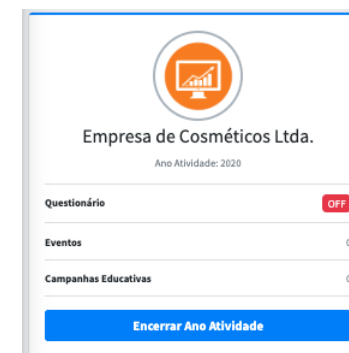 Empresa de Cosméticos Ltda.
Ano Atividade: 2020
Questionário OFF
Eventos
Campanhas Educativas
Encerrar Ano Atividade